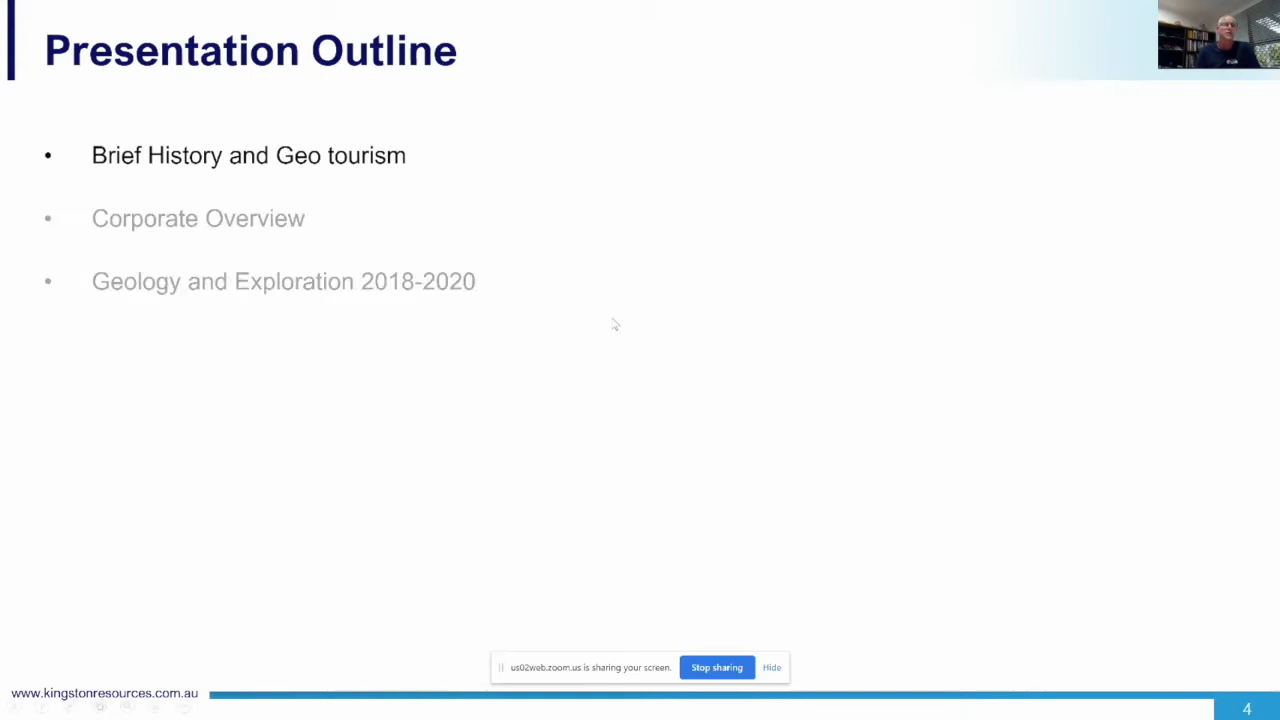 Presentation Outline
• Brief History and Geo tourism
• Corporate Overview
• Geology and Exploration 2018-2020
us02web.zoom.us is sharing your screen. Stop sharing Hide
www.kingstonresources.com.au
4